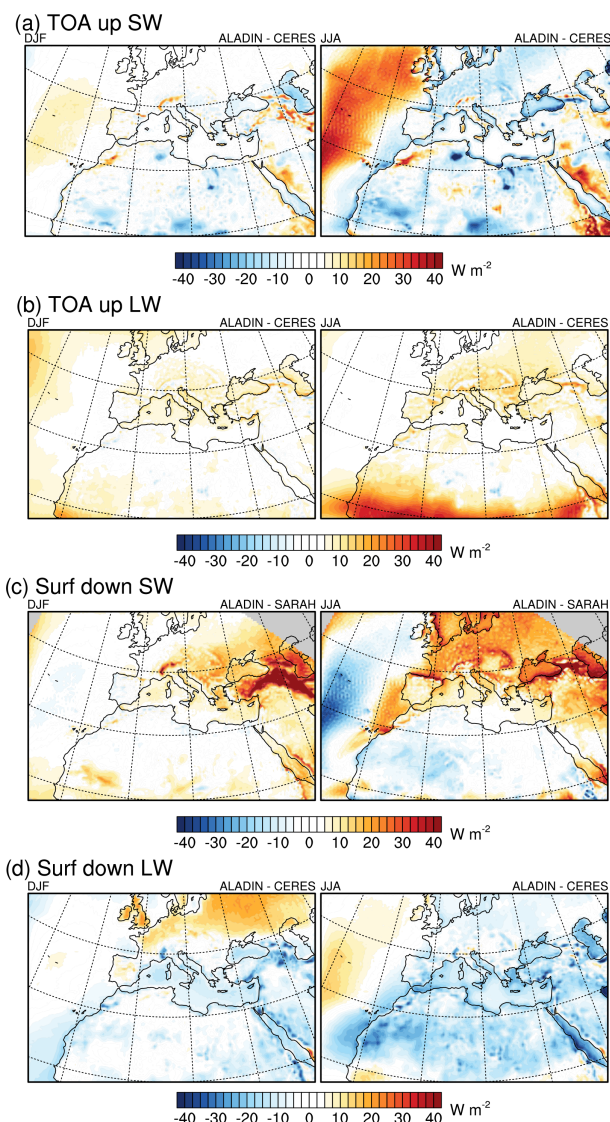 (a) TOA up SW
DJF ALADIN - CERES JJA ALADIN - CERES
-40 -30 -20 -10 0 10 20 30 40 W m-2
(b) TOA up LW
DJF ALADIN - CERES JJA ALADIN - CERES
-40 -30 -20 -10 0 10 20 30 40 W m-2
(c) Surf down SW
DJF ALADIN - SARAH JJA ALADIN - SARAH
-40 -30 -20 -10 0 10 20 30 40 W m-2
(d) Surf down LW
DJF ALADIN - CERES JJA ALADIN - CERES
-40 -30 -20 -10 0 10 20 30 40 W m-2